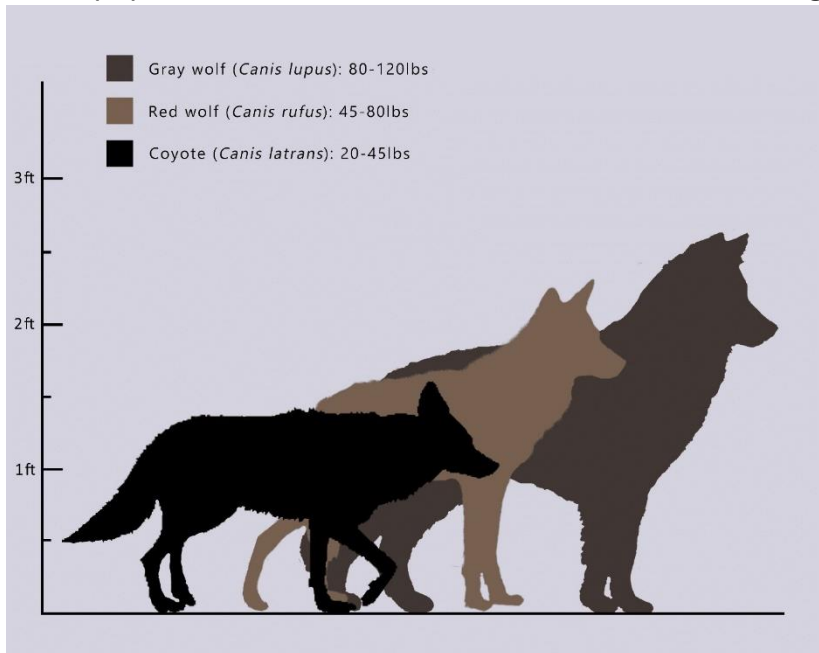 Gray wolf (Canis lupus): 80-120lbs
Red wolf (Canis rufus): 45-80lbs
Coyote (Canis latrans): 20-45lbs
3ft
2ft
1ft